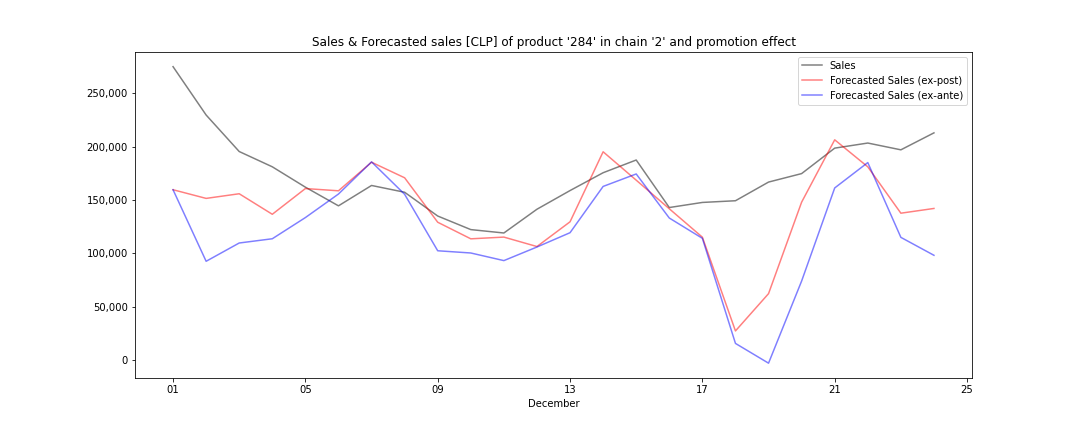 Sales & Forecasted sales [CLP] of product '284' in chain '2' and promotion effect
Sales
Forecasted Sales (ex-post)
Forecasted Sales (ex-ante)
250,000
200,000
150,000
100,000
50,000
0
01 05 09 13 17 21 25
December